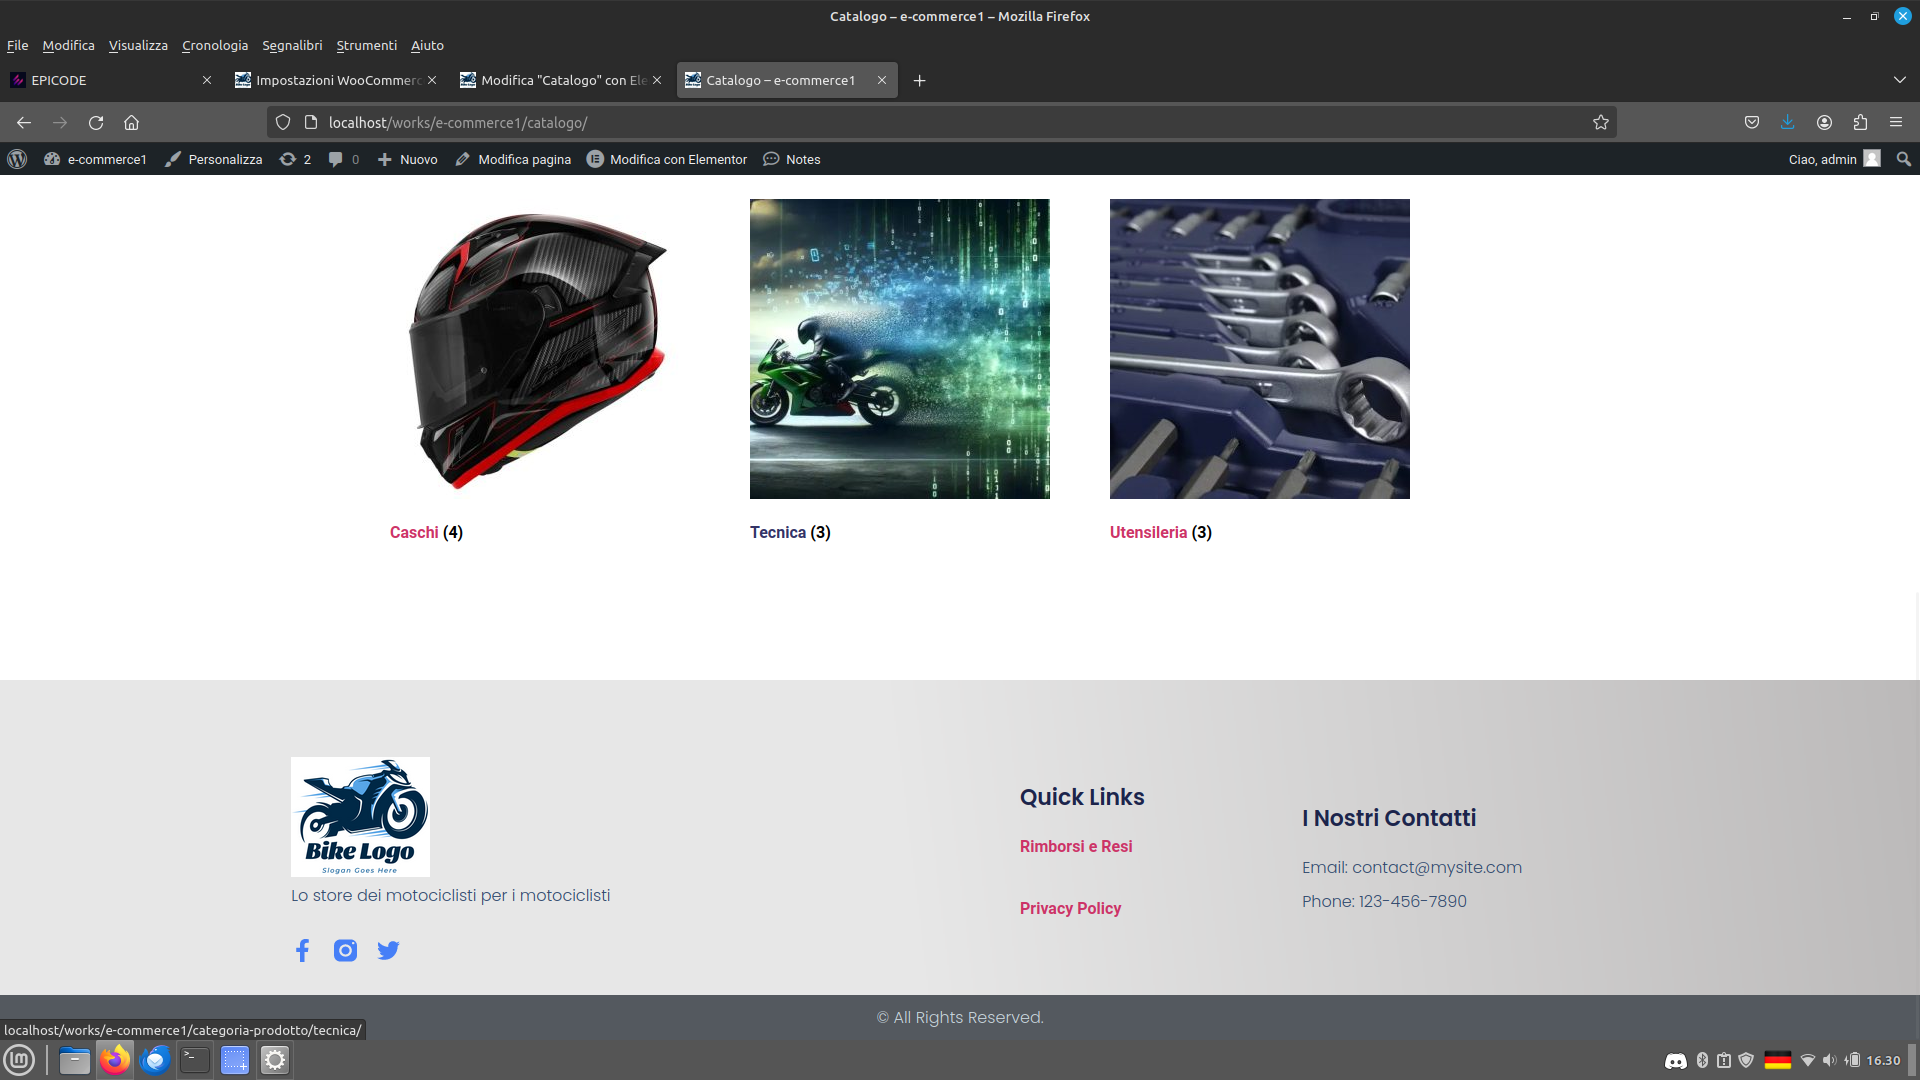 Catalogo – e-commerce1 – Mozilla Firefox
File Modifica Visualizza Cronologia Segnalibri Strumenti Aiuto
EPICODE
Impostazioni WooCommerc
Modifica "Catalogo" con Ele
Catalogo – e-commerce1
localhost/works/e-commerce1/catalogo/
e-commerce1 Personalizza 2 0 Nuovo Modifica pagina Modifica con Elementor Notes Ciao, admin
Caschi (4)
Tecnica (3)
Utensileria (3)
Bike Logo
Slogan Goes Here
Lo store dei motociclisti per i motociclisti
Quick Links
Rimborsi e Resi
Privacy Policy
I Nostri Contatti
Email: contact@mysite.com
Phone: 123-456-7890
© All Rights Reserved.
localhost/works/e-commerce1/categoria-prodotto/tecnica/
16.30